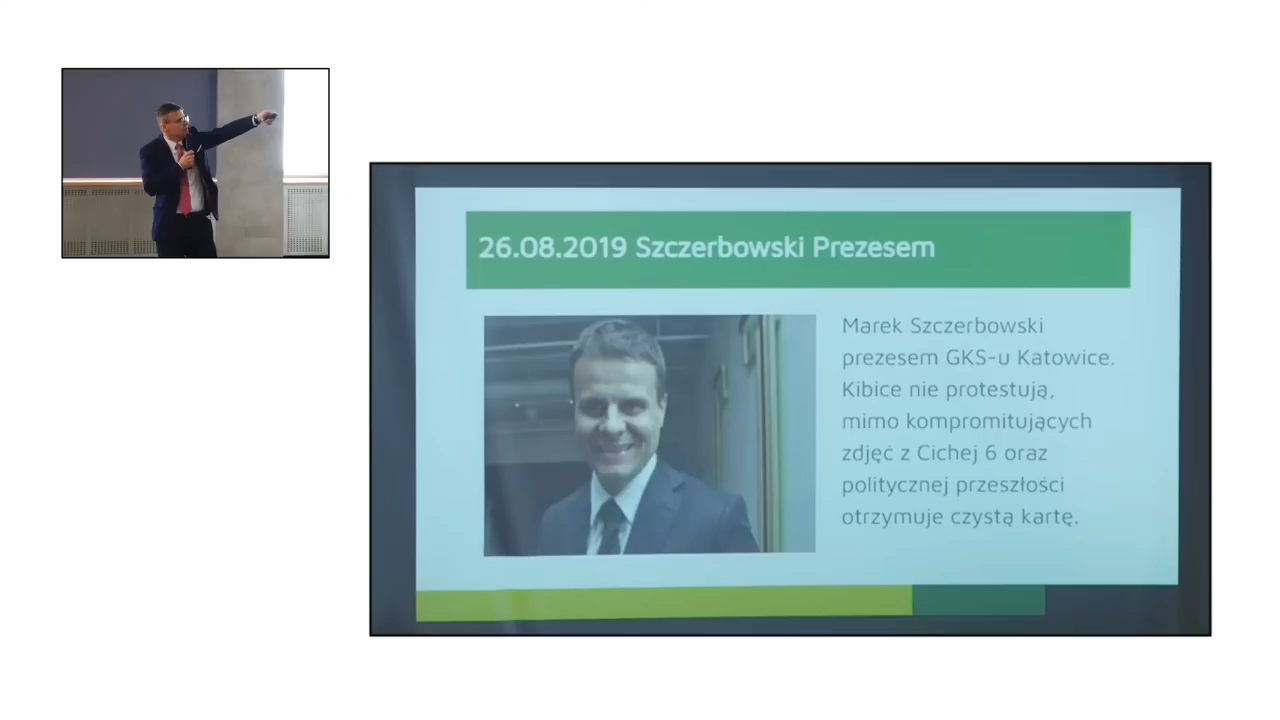 26.08.2019 Szczerbowski Prezesem
Marek Szczerbowski
prezesem GKS-u Katowice.
Kibice nie protestują,
mimo kompromitujących
zdjęć z Cichej 6 oraz
politycznej przeszłości
otrzymuje czystą kartę.